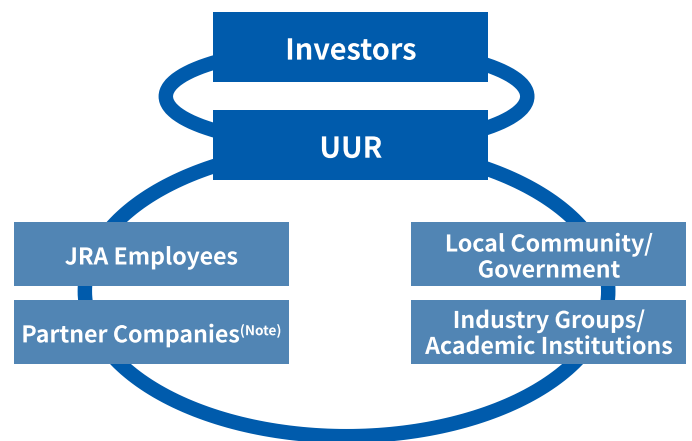 Investors
UUR
JRA Employees
Local Community/
Government
Partner Companies(Note)
Industry Groups/
Academic Institutions